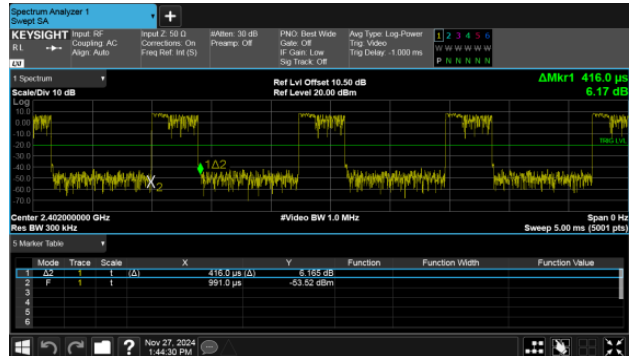 Spectrum Analyzer 1
Swept SA
+
KEYSIGHT Input: RF Input Z: 50 Ω #Atten: 30 dB PNO: Best Wide Avg Type: Log-Power 1 2 3 4 5 6
RL Coupling: AC Corrections: On Preamp: Off Gate: Off Trig: Video W W W W W W
Align: Auto Freq Ref: Int (S) IF Gain: Low Trig Delay: -1.000 ms P N N N N N
LXI Sig Track: Off
1 Spectrum Ref Lvl Offset 10.50 dB ΔMkr1 416.0 µs
Scale/Div 10 dB Ref Level 20.00 dBm 6.17 dB
Log
10.0
0.00
-10.0
TRIG LVL
-20.0
-30.0
-40.0 1Δ2
-50.0 X2
-60.0
-70.0
Center 2.402000000 GHz #Video BW 1.0 MHz Span 0 Hz
Res BW 300 kHz Sweep 5.00 ms (5001 pts)
5 Marker Table
Mode Trace Scale X Y Function Function Width Function Value
1 Δ2 1 t (Δ) 416.0 µs (Δ) 6.165 dB
2 F 1 t 991.0 µs -53.52 dBm
3
4
5
6
? Nov 27, 2024
1:44:30 PM